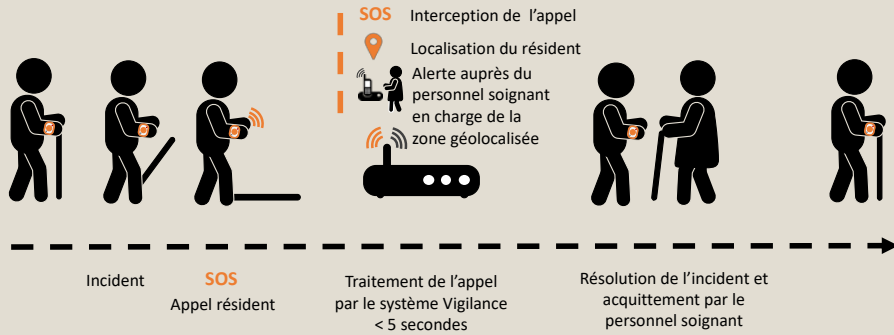 SOS Interception de l'appel
Localisation du résident
Alerte auprès du
personnel soignant
en charge de la
zone géolocalisée
Incident
SOS
Appel résident
Traitement de l'appel
par le système Vigilance
< 5 secondes
Résolution de l'incident et
acquittement par le
personnel soignant